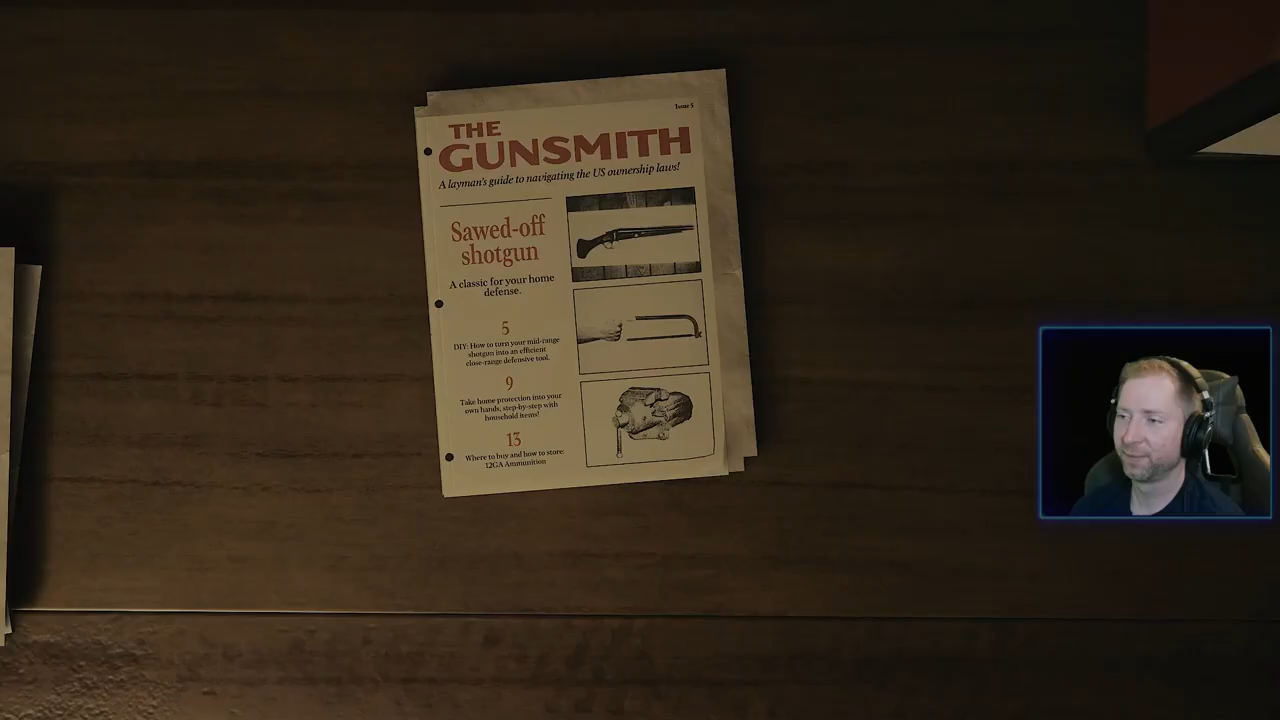 Issue 5
THE
GUNSMITH
A layman's guide to navigating the US ownership laws!
Sawed-off
shotgun
A classic for your home
defense.
5
DIY: How to turn your mid-range
shotgun into an efficient
close-range defensive tool.
9
Take home protection into your
own hands, step-by-step with
household items!
13
Where to buy and how to store:
12GA Ammunition